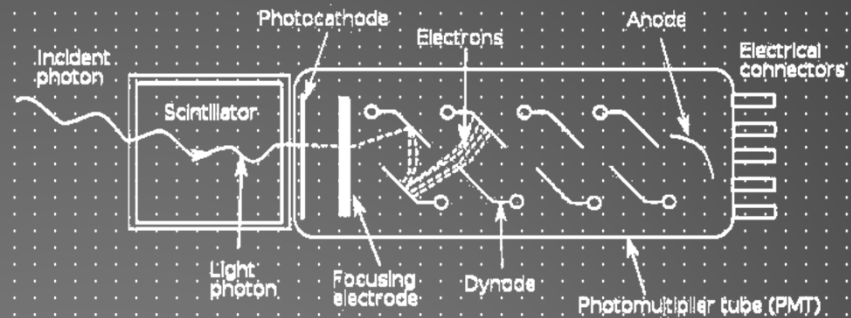 Photocathode
Anode
Electrons
Electrical
connectors
Incident
photon
Scintillator
Light
photon
Focusing
electrode
Dynode
Photomultiplier tube (PMT)